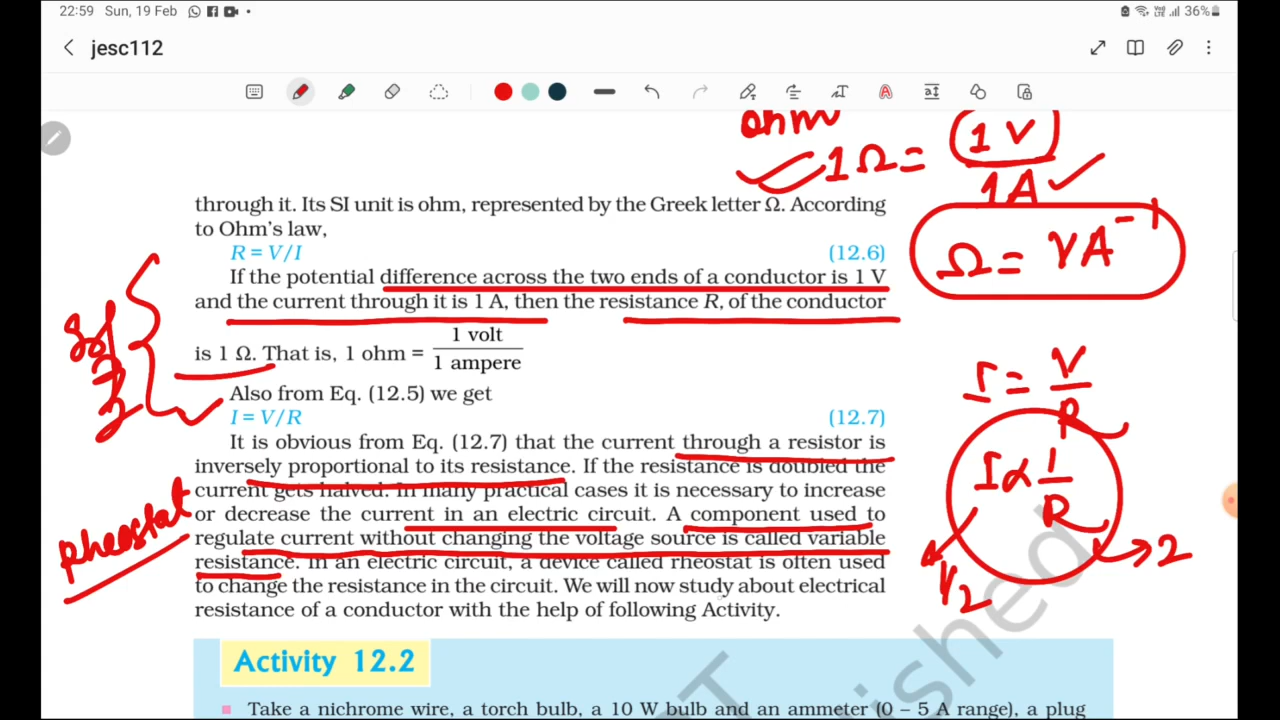 22:59 Sun, 19 Feb
36%
jesc112
ohm
1 Ω = 1 V / 1 A
through it. Its SI unit is ohm, represented by the Greek letter Ω. According
to Ohm's law,
R = V/I (12.6)
Ω = VA⁻¹
If the potential difference across the two ends of a conductor is 1 V
and the current through it is 1 A, then the resistance R, of the conductor
is 1 Ω. That is, 1 ohm = 1 volt / 1 ampere
Also from Eq. (12.5) we get
I = V/R (12.7)
I = V/R
It is obvious from Eq. (12.7) that the current through a resistor is
inversely proportional to its resistance. If the resistance is doubled the
current gets halved. In many practical cases it is necessary to increase
or decrease the current in an electric circuit. A component used to
regulate current without changing the voltage source is called variable
resistance. In an electric circuit, a device called rheostat is often used
to change the resistance in the circuit. We will now study about electrical
resistance of a conductor with the help of following Activity.
I ∝ 1/R
2
1/2
rheostat
Activity 12.2
Take a nichrome wire, a torch bulb, a 10 W bulb and an ammeter (0 – 5 A range), a plug